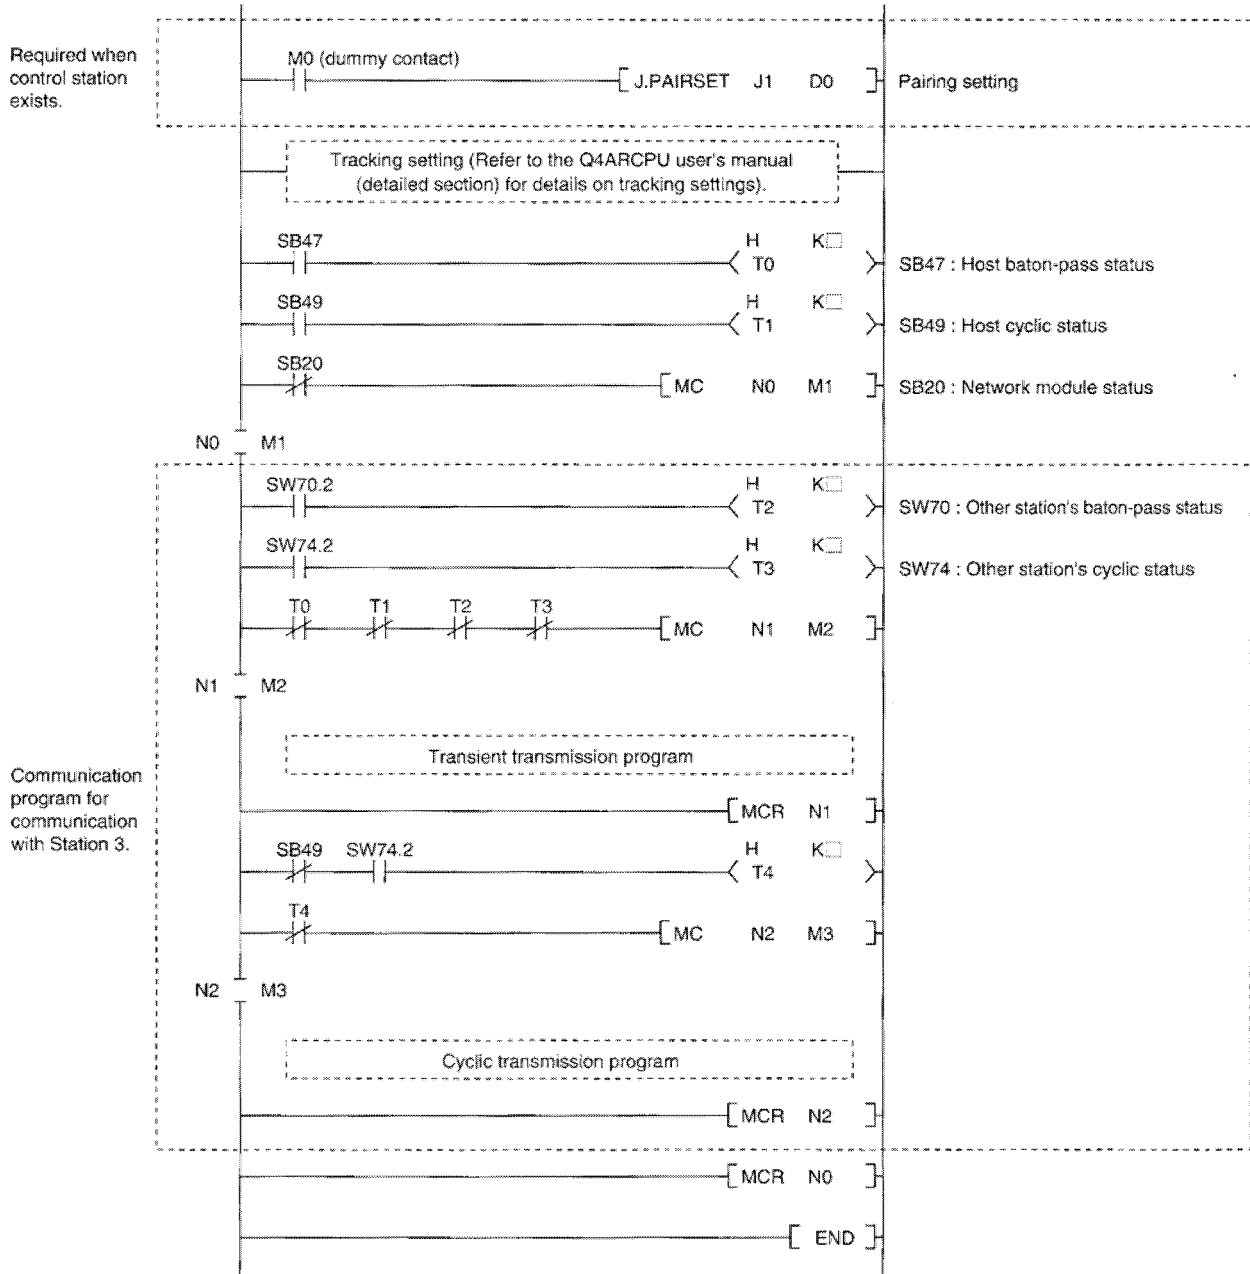 Required when
control station
exists.
M0 (dummy contact)
J.PAIRSET J1 D0
Pairing setting
Tracking setting (Refer to the Q4ARCPU user's manual
(detailed section) for details on tracking settings).
SB47
H K□
T0
SB47 : Host baton-pass status
SB49
H K□
T1
SB49 : Host cyclic status
SB20
MC N0 M1
SB20 : Network module status
N0 M1
SW70.2
H K□
T2
SW70 : Other station's baton-pass status
SW74.2
H K□
T3
SW74 : Other station's cyclic status
T0 T1 T2 T3
MC N1 M2
N1 M2
Transient transmission program
Communication
program for
communication
with Station 3.
MCR N1
SB49 SW74.2
H K□
T4
T4
MC N2 M3
N2 M3
Cyclic transmission program
MCR N2
MCR N0
END